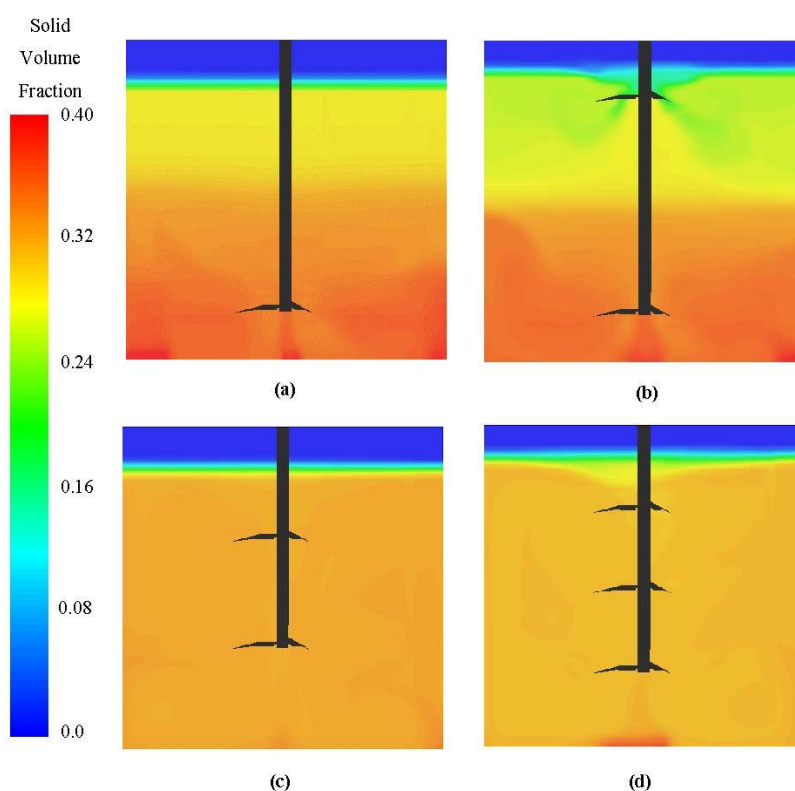 Solid
Volume
Fraction
0.40
0.32
0.24
0.16
0.08
0.0
(a)
(b)
(c)
(d)